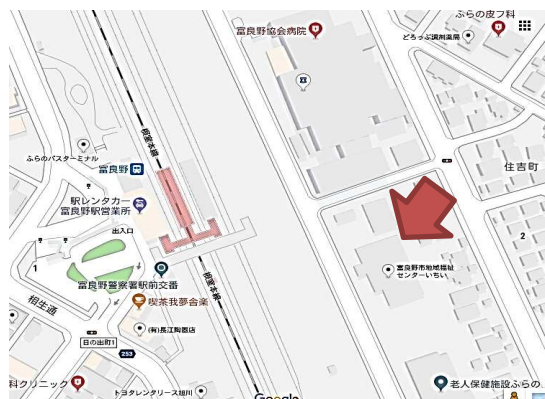 ふらの皮フ科
富良野協会病院
どろっぷ調剤薬局
根室本線
ふらのバスターミナル
富良野
住吉町
駅レンタカー
富良野駅営業所
出入口
2
根室本線
1
富良野市地域福祉
センターいちい
富良野警察署駅前交番
相生通
喫茶我夢舎楽
(有)長江陶器店
日の出町1
253
科クリニック
トヨタレンタリース旭川
Google
老人保健施設ふらの